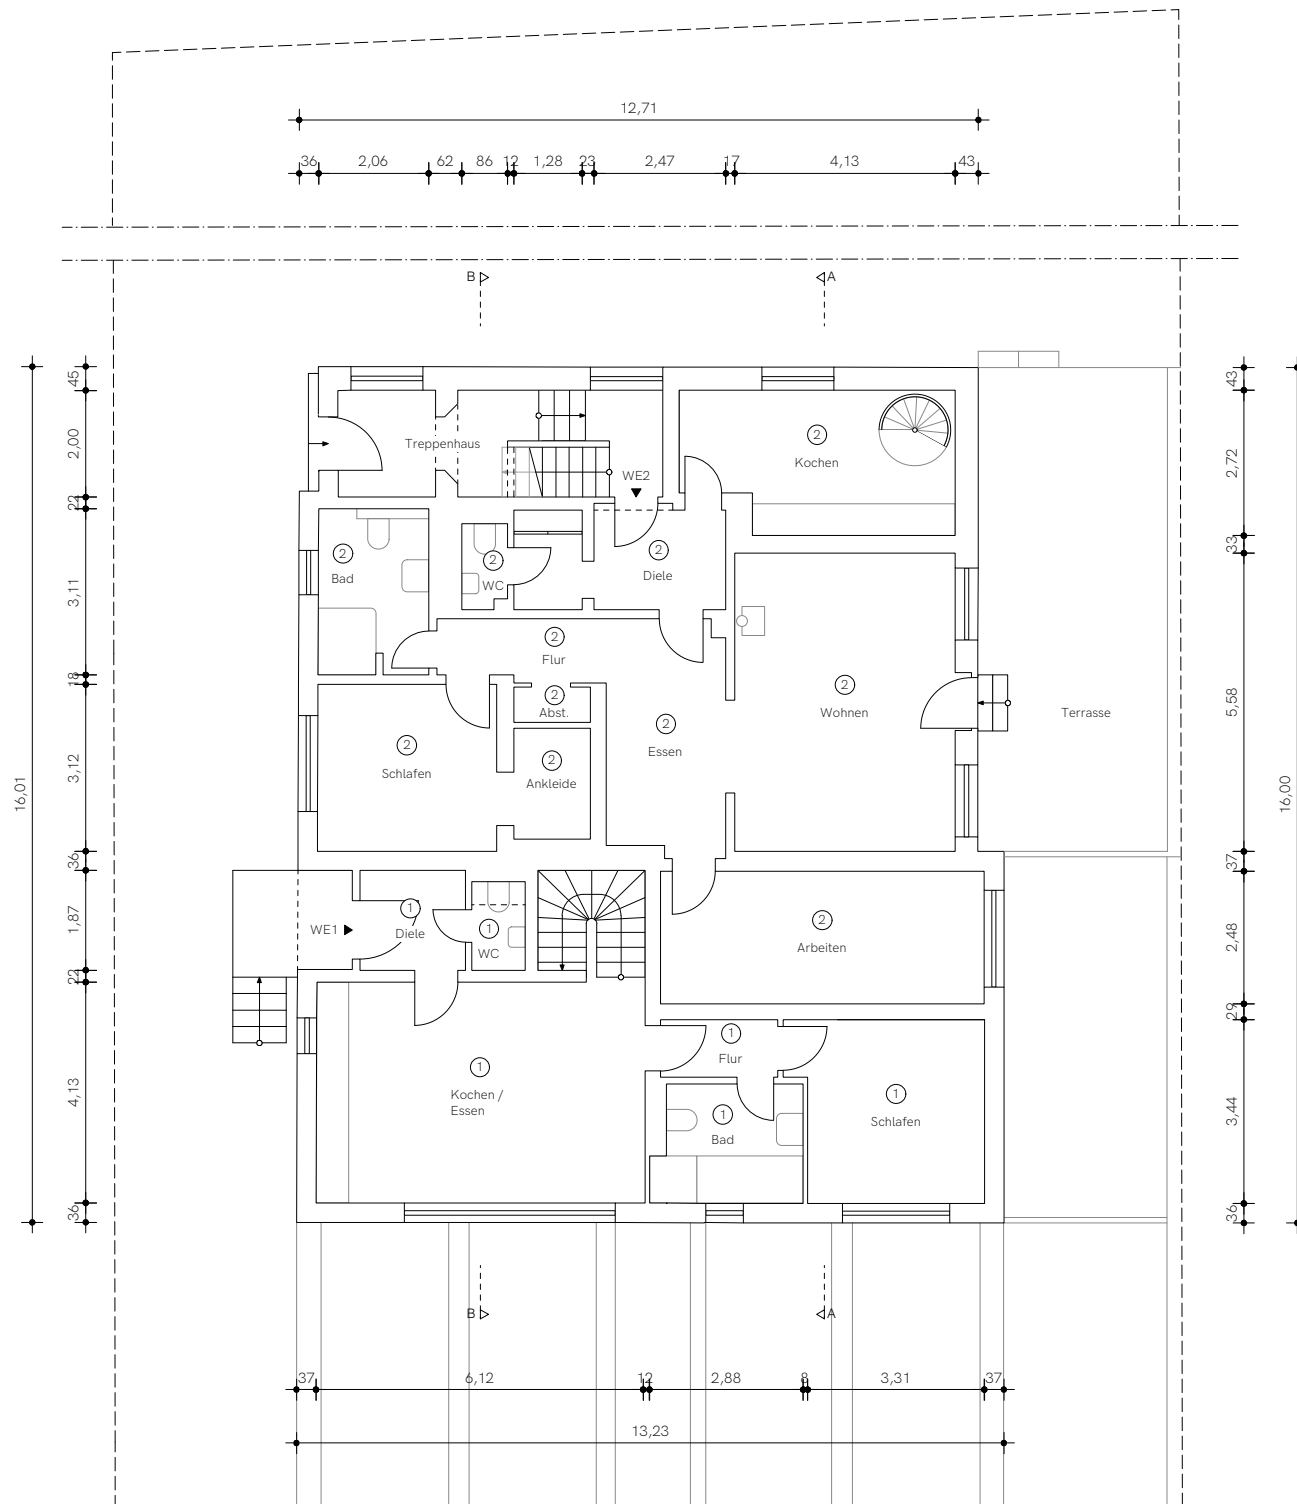 12,71
36 2,06 62 86 12 1,28 23 2,47 17 4,13 43
B A
45
2,00
22
3,11
18
3,12
36
1,87
22
4,13
36
16,01
43
2,72
33
5,58
37
2,48
29
3,44
36
16,00
Treppenhaus
WE2
2
Kochen
2
Bad
2
WC
2
Diele
2
Flur
2
Abst.
2
Essen
2
Wohnen
Terrasse
2
Schlafen
2
Ankleide
WE1
1
Diele
1
WC
2
Arbeiten
1
Flur
1
Kochen /
Essen
1
Bad
1
Schlafen
B A
37 6,12 12 2,88 8 3,31 37
13,23